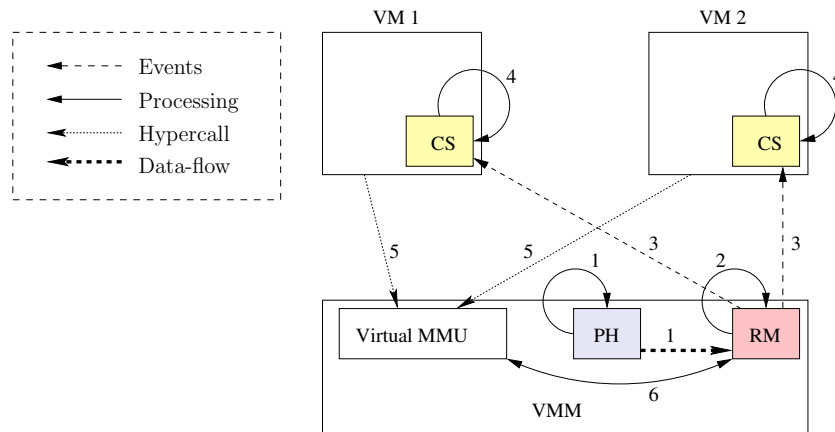 VM 1
VM 2
Events
Processing
Hypercall
Data-flow
4
4
CS
CS
5
5
3
3
1
2
Virtual MMU
PH
1
RM
6
VMM